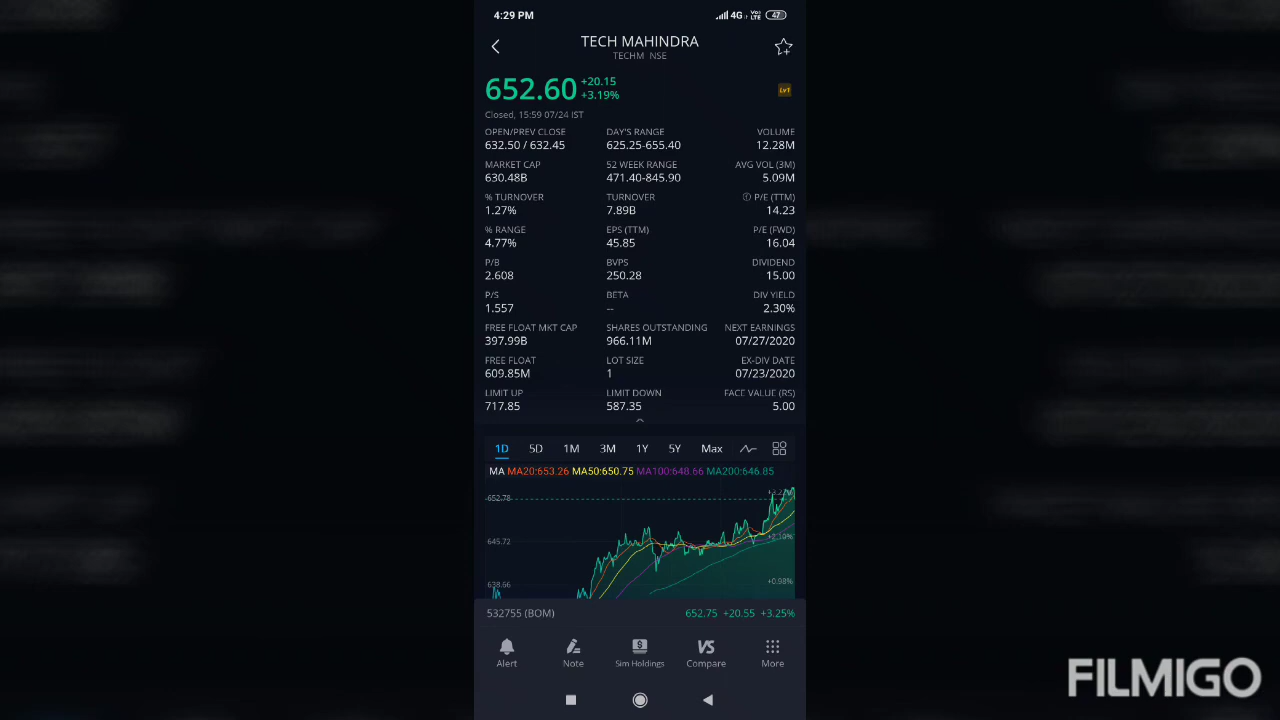 4:29 PM
4G
Vo
LTE
47
TECH MAHINDRA
TECHM NSE
652.60
+20.15
+3.19%
Lv1
Closed, 15:59 07/24 IST
OPEN/PREV CLOSE DAY'S RANGE VOLUME
632.50 / 632.45 625.25-655.40 12.28M
MARKET CAP 52 WEEK RANGE AVG VOL (3M)
630.48B 471.40-845.90 5.09M
% TURNOVER TURNOVER P/E (TTM)
1.27% 7.89B 14.23
% RANGE EPS (TTM) P/E (FWD)
4.77% 45.85 16.04
P/B BVPS DIVIDEND
2.608 250.28 15.00
P/S BETA DIV YIELD
1.557 -- 2.30%
FREE FLOAT MKT CAP SHARES OUTSTANDING NEXT EARNINGS
397.99B 966.11M 07/27/2020
FREE FLOAT LOT SIZE EX-DIV DATE
609.85M 1 07/23/2020
LIMIT UP LIMIT DOWN FACE VALUE (RS)
717.85 587.35 5.00
1D 5D 1M 3M 1Y 5Y Max
MA MA20:653.26 MA50:650.75 MA100:648.66 MA200:646.85
652.78
645.72 +2.10%
638.66 +0.98%
532755 (BOM) 652.75 +20.55 +3.25%
Alert Note Sim Holdings Compare More
VS
FILMIGO